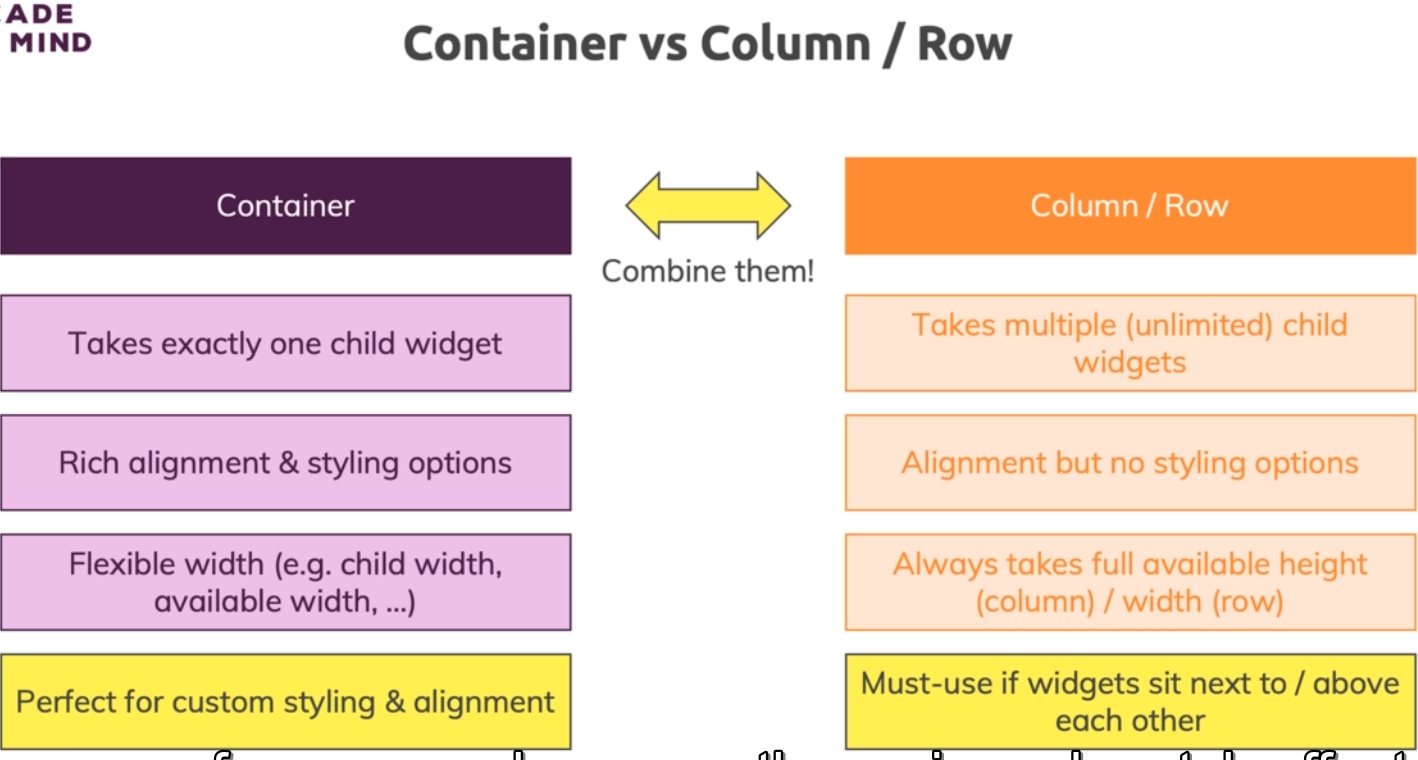 ADE
MIND
Container vs Column / Row
Container
Column / Row
Combine them!
Takes exactly one child widget
Takes multiple (unlimited) child
widgets
Rich alignment & styling options
Alignment but no styling options
Flexible width (e.g. child width,
available width, ...)
Always takes full available height
(column) / width (row)
Perfect for custom styling & alignment
Must-use if widgets sit next to / above
each other